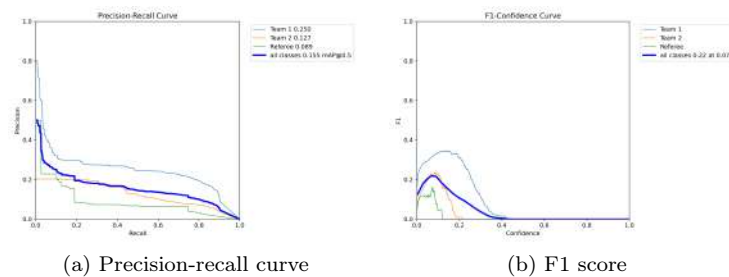 Precision-Recall Curve
Team 1 0.250
Team 2 0.127
Referee 0.089
all classes 0.155 mAP@0.5
Precision
1.0
0.8
0.6
0.4
0.2
0.0
0.0 0.2 0.4 0.6 0.8 1.0
Recall
(a) Precision-recall curve
F1-Confidence Curve
Team 1
Team 2
Referee
all classes 0.22 at 0.07
F1
1.0
0.8
0.6
0.4
0.2
0.0
0.0 0.2 0.4 0.6 0.8 1.0
Confidence
(b) F1 score